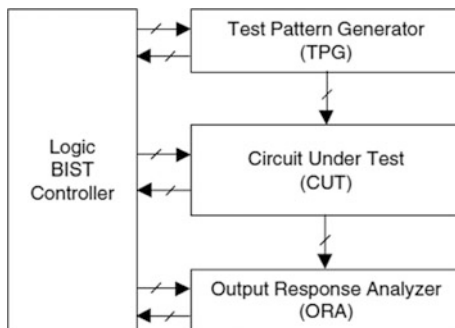 Test Pattern Generator
(TPG)
Logic
BIST
Controller
Circuit Under Test
(CUT)
Output Response Analyzer
(ORA)